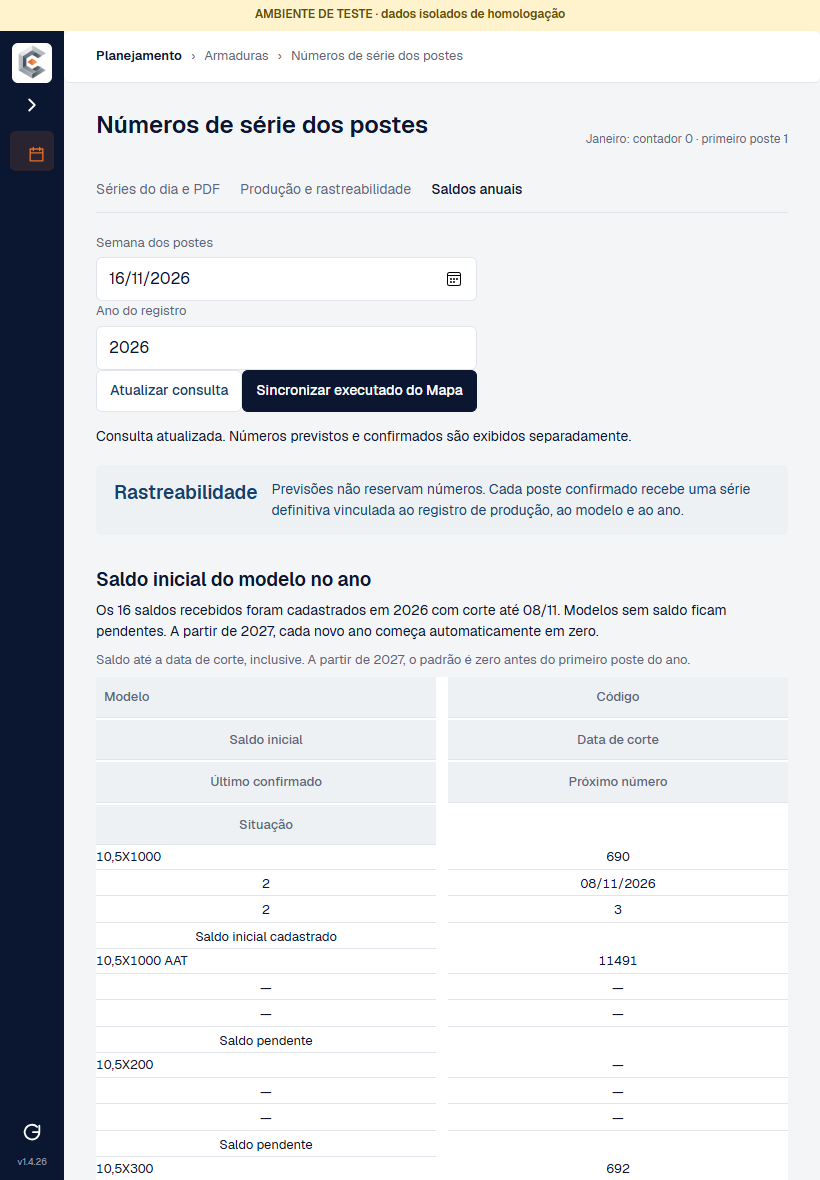 AMBIENTE DE TESTE · dados isolados de homologação
Planejamento › Armaduras › Números de série dos postes
Números de série dos postes
Janeiro: contador 0 · primeiro poste 1
Séries do dia e PDF Produção e rastreabilidade Saldos anuais
Semana dos postes
16/11/2026
Ano do registro
2026
Atualizar consulta Sincronizar executado do Mapa
Consulta atualizada. Números previstos e confirmados são exibidos separadamente.
Rastreabilidade
Previsões não reservam números. Cada poste confirmado recebe uma série
definitiva vinculada ao registro de produção, ao modelo e ao ano.
Saldo inicial do modelo no ano
Os 16 saldos recebidos foram cadastrados em 2026 com corte até 08/11. Modelos sem saldo ficam
pendentes. A partir de 2027, cada novo ano começa automaticamente em zero.
Saldo até a data de corte, inclusive. A partir de 2027, o padrão é zero antes do primeiro poste do ano.
Modelo Código
Saldo inicial Data de corte
Último confirmado Próximo número
Situação
10,5X1000 690
2 08/11/2026
2 3
Saldo inicial cadastrado
10,5X1000 AAT 11491
— —
— —
Saldo pendente
10,5X200 —
— —
— —
Saldo pendente
10,5X300 692
v1.4.26